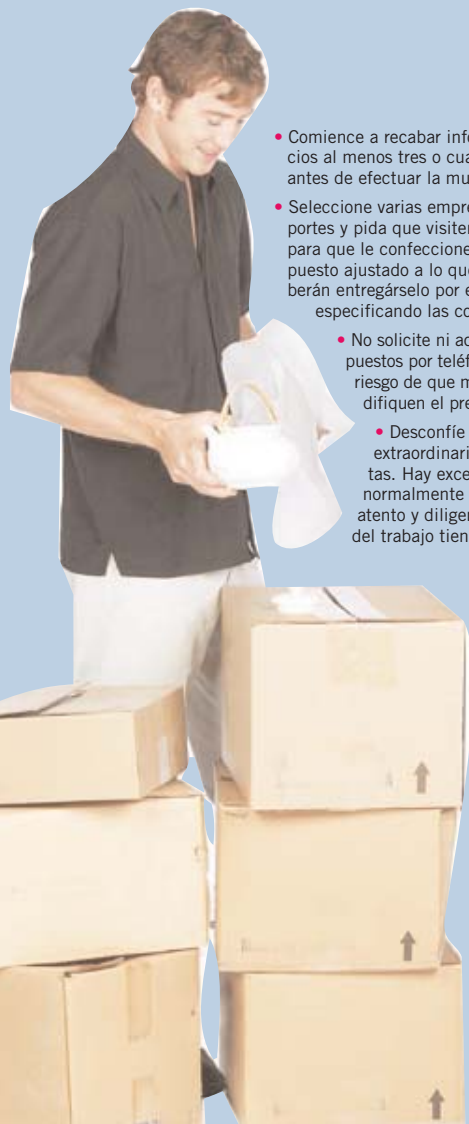 • Comience a recabar info
cios al menos tres o cua
antes de efectuar la mu
• Seleccione varias empre
portes y pida que visiten
para que le confeccione
puesto ajustado a lo que
berán entregárselo por e
especificando las co
• No solicite ni ac
puestos por teléf
riesgo de que m
difiquen el pre
• Desconfíe
extraordinari
tas. Hay exce
normalmente
atento y diligen
del trabajo tien